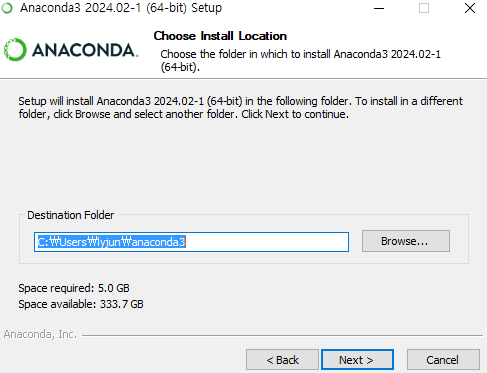 Anaconda3 2024.02-1 (64-bit) Setup
ANACONDA.
Choose Install Location
Choose the folder in which to install Anaconda3 2024.02-1
(64-bit).
Setup will install Anaconda3 2024.02-1 (64-bit) in the following folder. To install in a different
folder, click Browse and select another folder. Click Next to continue.
Destination Folder
C:₩Users₩lyjun₩anaconda3
Browse...
Space required: 5.0 GB
Space available: 333.7 GB
Anaconda, Inc.
< Back
Next >
Cancel